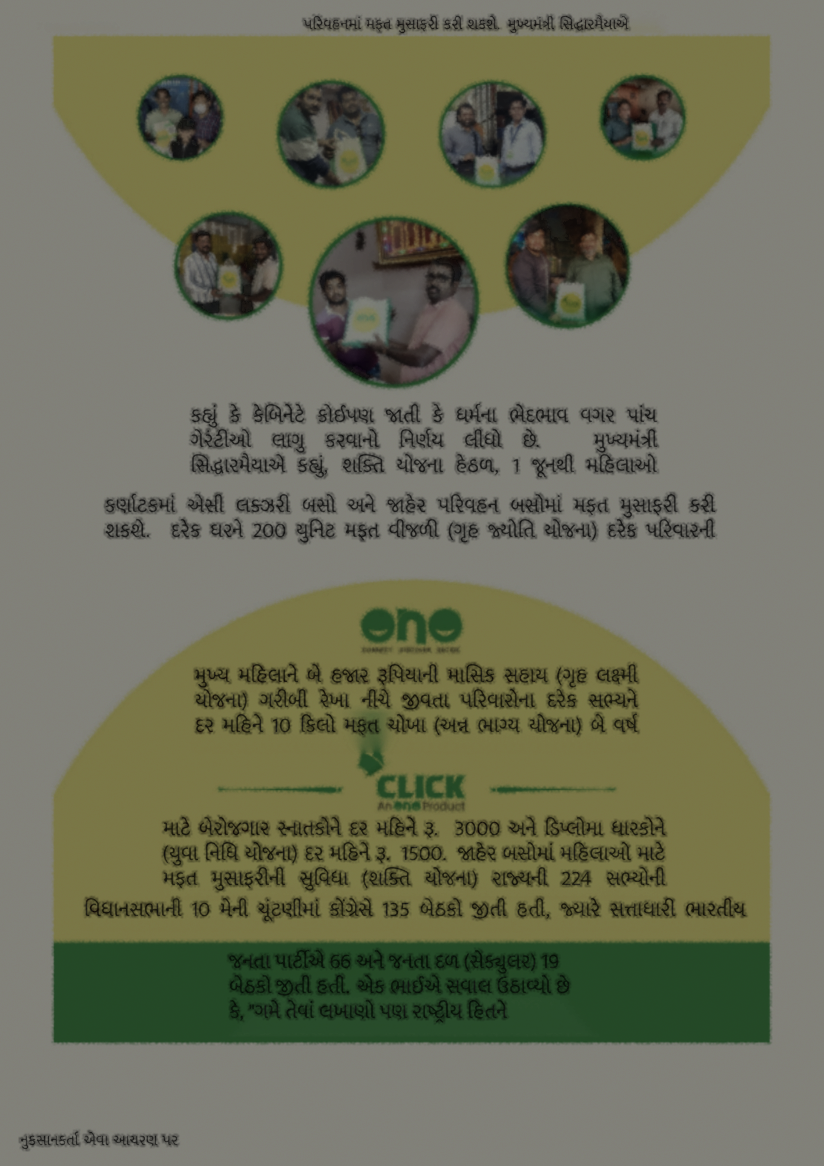 પરિવહનમાં મફત મુસાફરી કરી શકશે. મુખ્યમંત્રી સિદ્ધારમૈયાએ
કહ્યું કે કેબિનેટે કોઈપણ જાતી કે ધર્મના ભેદભાવ વગર પાંચ
ગેરંટીઓ લાગુ કરવાનો નિર્ણય લીધો છે. મુખ્યમંત્રી
સિદ્ધારમૈયાએ કહ્યું, શક્તિ યોજના હેઠળ, 1 જૂનથી મહિલાઓ
કર્ણાટકમાં એસી લક્ઝરી બસો અને જાહેર પરિવહન બસોમાં મફત મુસાફરી કરી
શકશે. દરેક ઘરને 200 યુનિટ મફત વીજળી (ગૃહ જ્યોતિ યોજના) દરેક પરિવારની
ono
મુખ્ય મહિલાને બે હજાર રૂપિયાની માસિક સહાય (ગૃહ લક્ષ્મી
યોજના) ગરીબી રેખા નીચે જીવતા પરિવારોના દરેક સભ્યને
દર મહિને 10 કિલો મફત ચોખા (અન્ન ભાગ્ય યોજના) બે વર્ષ
CLICK
An ono Product
માટે બેરોજગાર સ્નાતકોને દર મહિને રૂ. 3000 અને ડિપ્લોમા ધારકોને
(યુવા નિધિ યોજના) દર મહિને રૂ. 1500. જાહેર બસોમાં મહિલાઓ માટે
મફત મુસાફરીની સુવિધા (શક્તિ યોજના) રાજ્યની 224 સભ્યોની
વિધાનસભાની 10 મેની ચૂંટણીમાં કોંગ્રેસે 135 બેઠકો જીતી હતી, જ્યારે સત્તાધારી ભારતીય
જનતા પાર્ટીએ 66 અને જનતા દળ (સેક્યુલર) 19
બેઠકો જીતી હતી. એક ભાઈએ સવાલ ઉઠાવ્યો છે
કે, "ગમે તેવાં લખાણો પણ રાષ્ટ્રીય હિતને
નુકસાનકર્તા એવા આચરણ પર